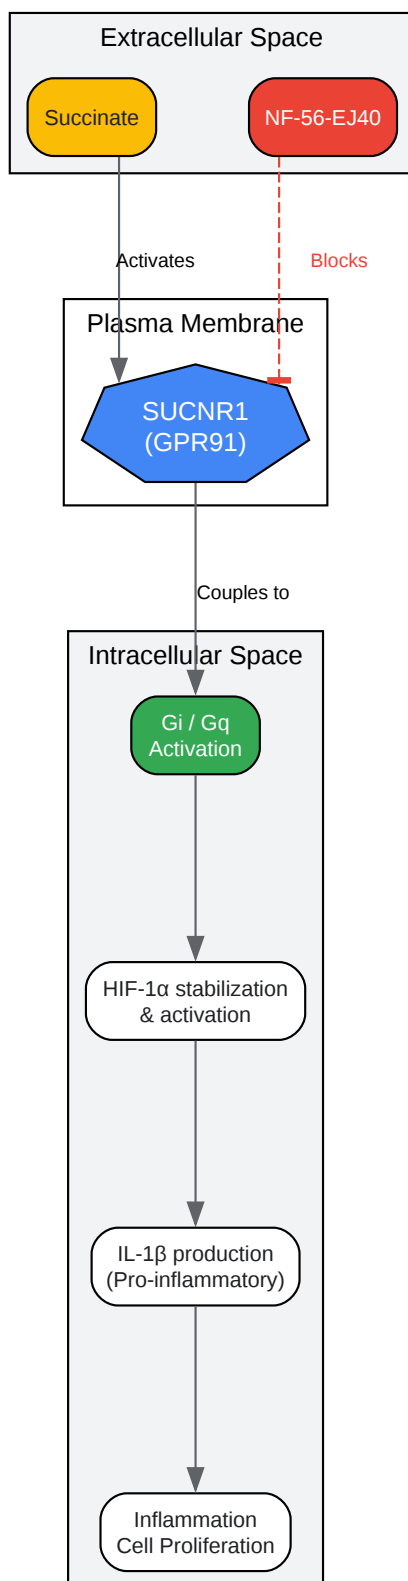 Extracellular Space
Succinate
NF-56-EJ40
Activates
Blocks
Plasma Membrane
SUCNR1
(GPR91)
Couples to
Intracellular Space
Gi / Gq
Activation
HIF-1α stabilization
& activation
IL-1β production
(Pro-inflammatory)
Inflammation
Cell Proliferation